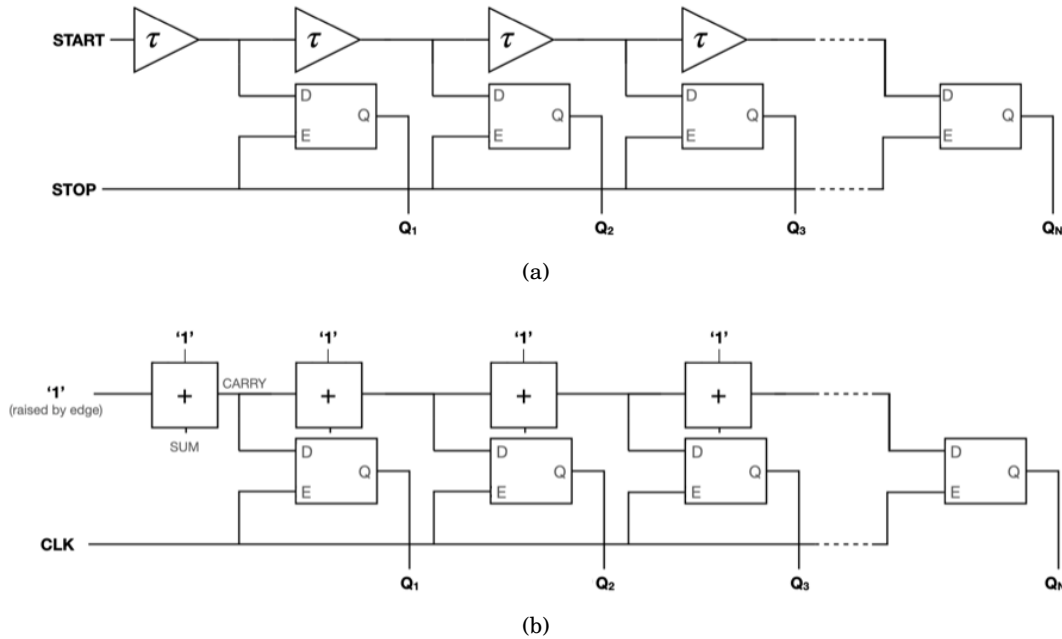 START τ τ τ τ
D D D D
Q Q Q Q
E E E E
STOP
Q1 Q2 Q3 QN
(a)
‘1’ ‘1’ ‘1’ ‘1’
CARRY
‘1’ + + + +
(raised by edge)
SUM
D D D D
Q Q Q Q
E E E E
CLK
Q1 Q2 Q3 QN
(b)